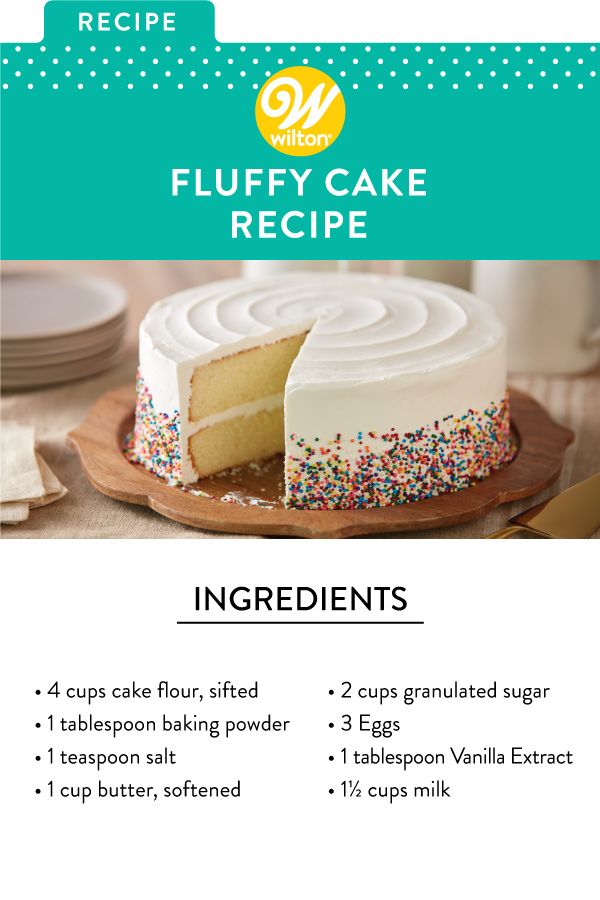 RECIPE
wilton®
FLUFFY CAKE
RECIPE
INGREDIENTS
• 4 cups cake flour, sifted
• 1 tablespoon baking powder
• 1 teaspoon salt
• 1 cup butter, softened
• 2 cups granulated sugar
• 3 Eggs
• 1 tablespoon Vanilla Extract
• 1½ cups milk